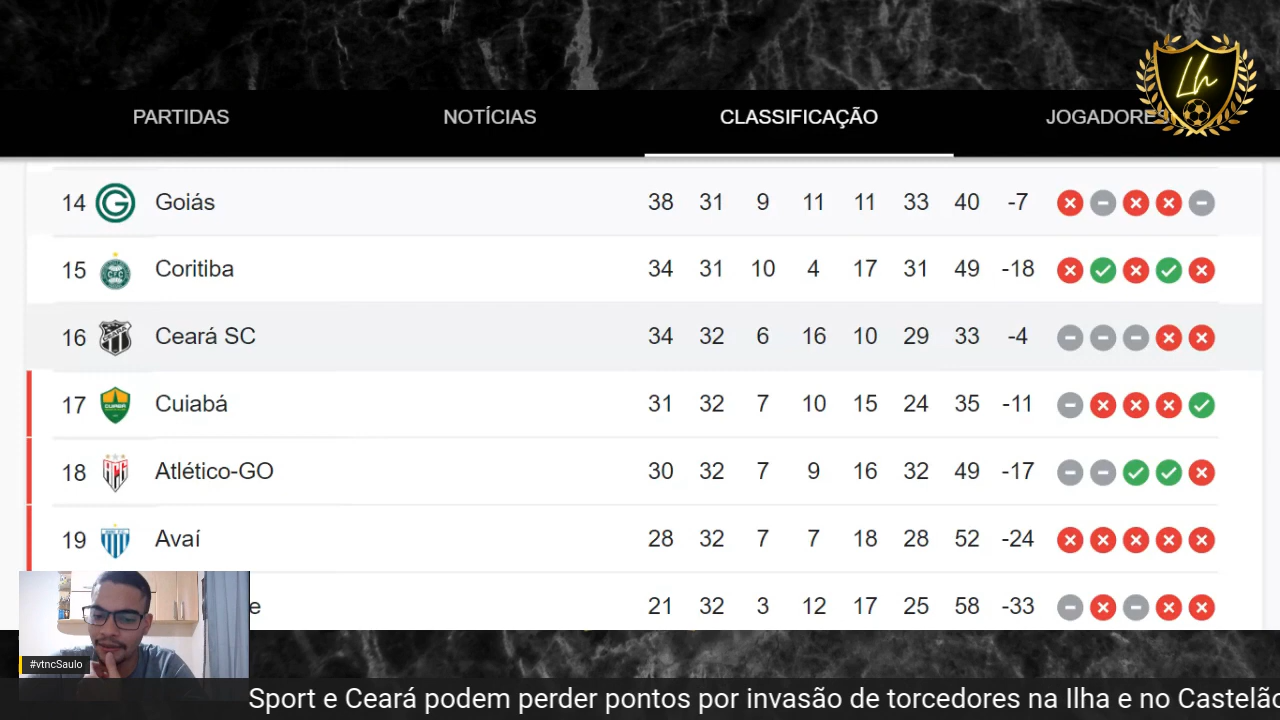 Lh
PARTIDAS NOTÍCIAS CLASSIFICAÇÃO JOGADORES
14 Goiás 38 31 9 11 11 33 40 -7
15 Coritiba 34 31 10 4 17 31 49 -18
16 Ceará SC 34 32 6 16 10 29 33 -4
17 Cuiabá 31 32 7 10 15 24 35 -11
18 Atlético-GO 30 32 7 9 16 32 49 -17
19 Avaí 28 32 7 7 18 28 52 -24
e 21 32 3 12 17 25 58 -33
#vtncSaulo
Sport e Ceará podem perder pontos por invasão de torcedores na Ilha e no Castelão